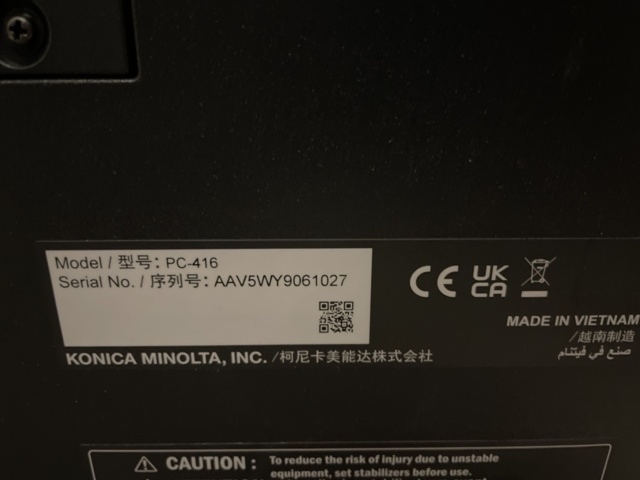 Model / 型号: PC-416
Serial No. / 序列号: AAV5WY9061027
KONICA MINOLTA, INC. /柯尼卡美能达株式会社
CE UK CA
MADE IN VIETNAM
/越南制造
صنع في فيتنام
CAUTION :
To reduce the risk of injury due to unstable
equipment, set stabilizers before use.